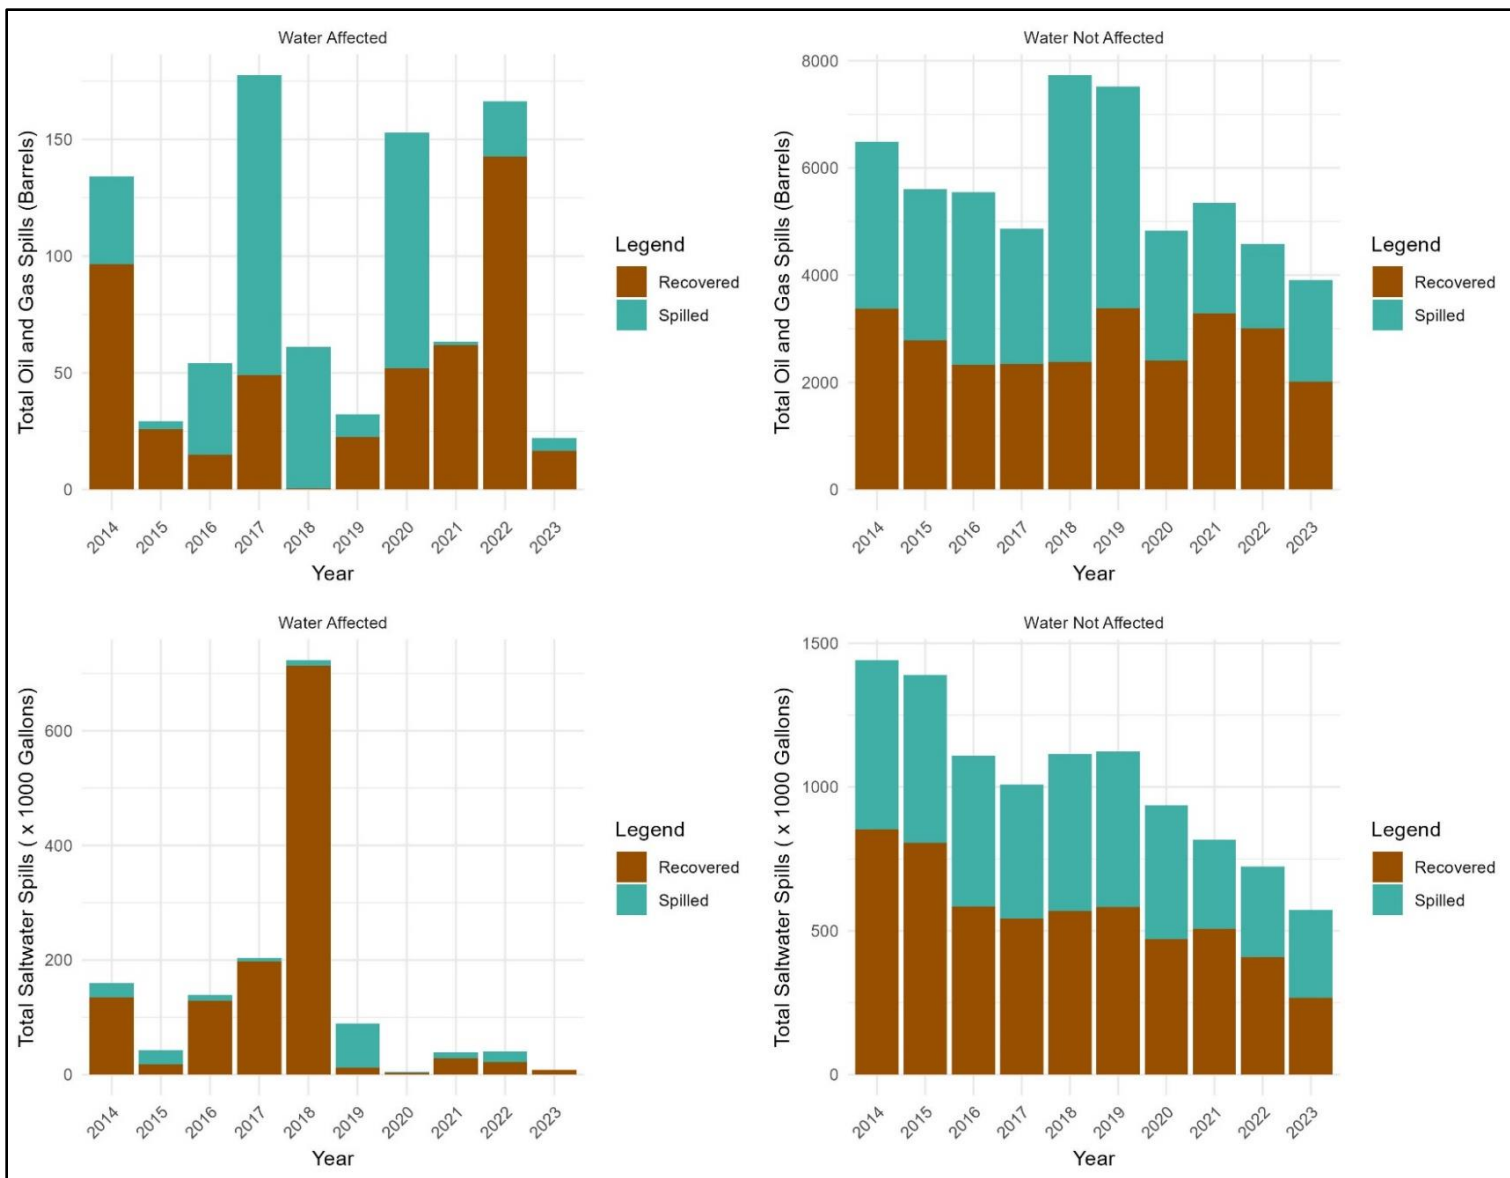 Water Affected
Total Oil and Gas Spills (Barrels)
150
100
50
0
2014 2015 2016 2017 2018 2019 2020 2021 2022 2023
Year
Legend
Recovered
Spilled
Water Not Affected
Total Oil and Gas Spills (Barrels)
8000
6000
4000
2000
0
2014 2015 2016 2017 2018 2019 2020 2021 2022 2023
Year
Legend
Recovered
Spilled
Water Affected
Total Saltwater Spills ( x 1000 Gallons)
600
400
200
0
2014 2015 2016 2017 2018 2019 2020 2021 2022 2023
Year
Legend
Recovered
Spilled
Water Not Affected
Total Saltwater Spills ( x 1000 Gallons)
1500
1000
500
0
2014 2015 2016 2017 2018 2019 2020 2021 2022 2023
Year
Legend
Recovered
Spilled